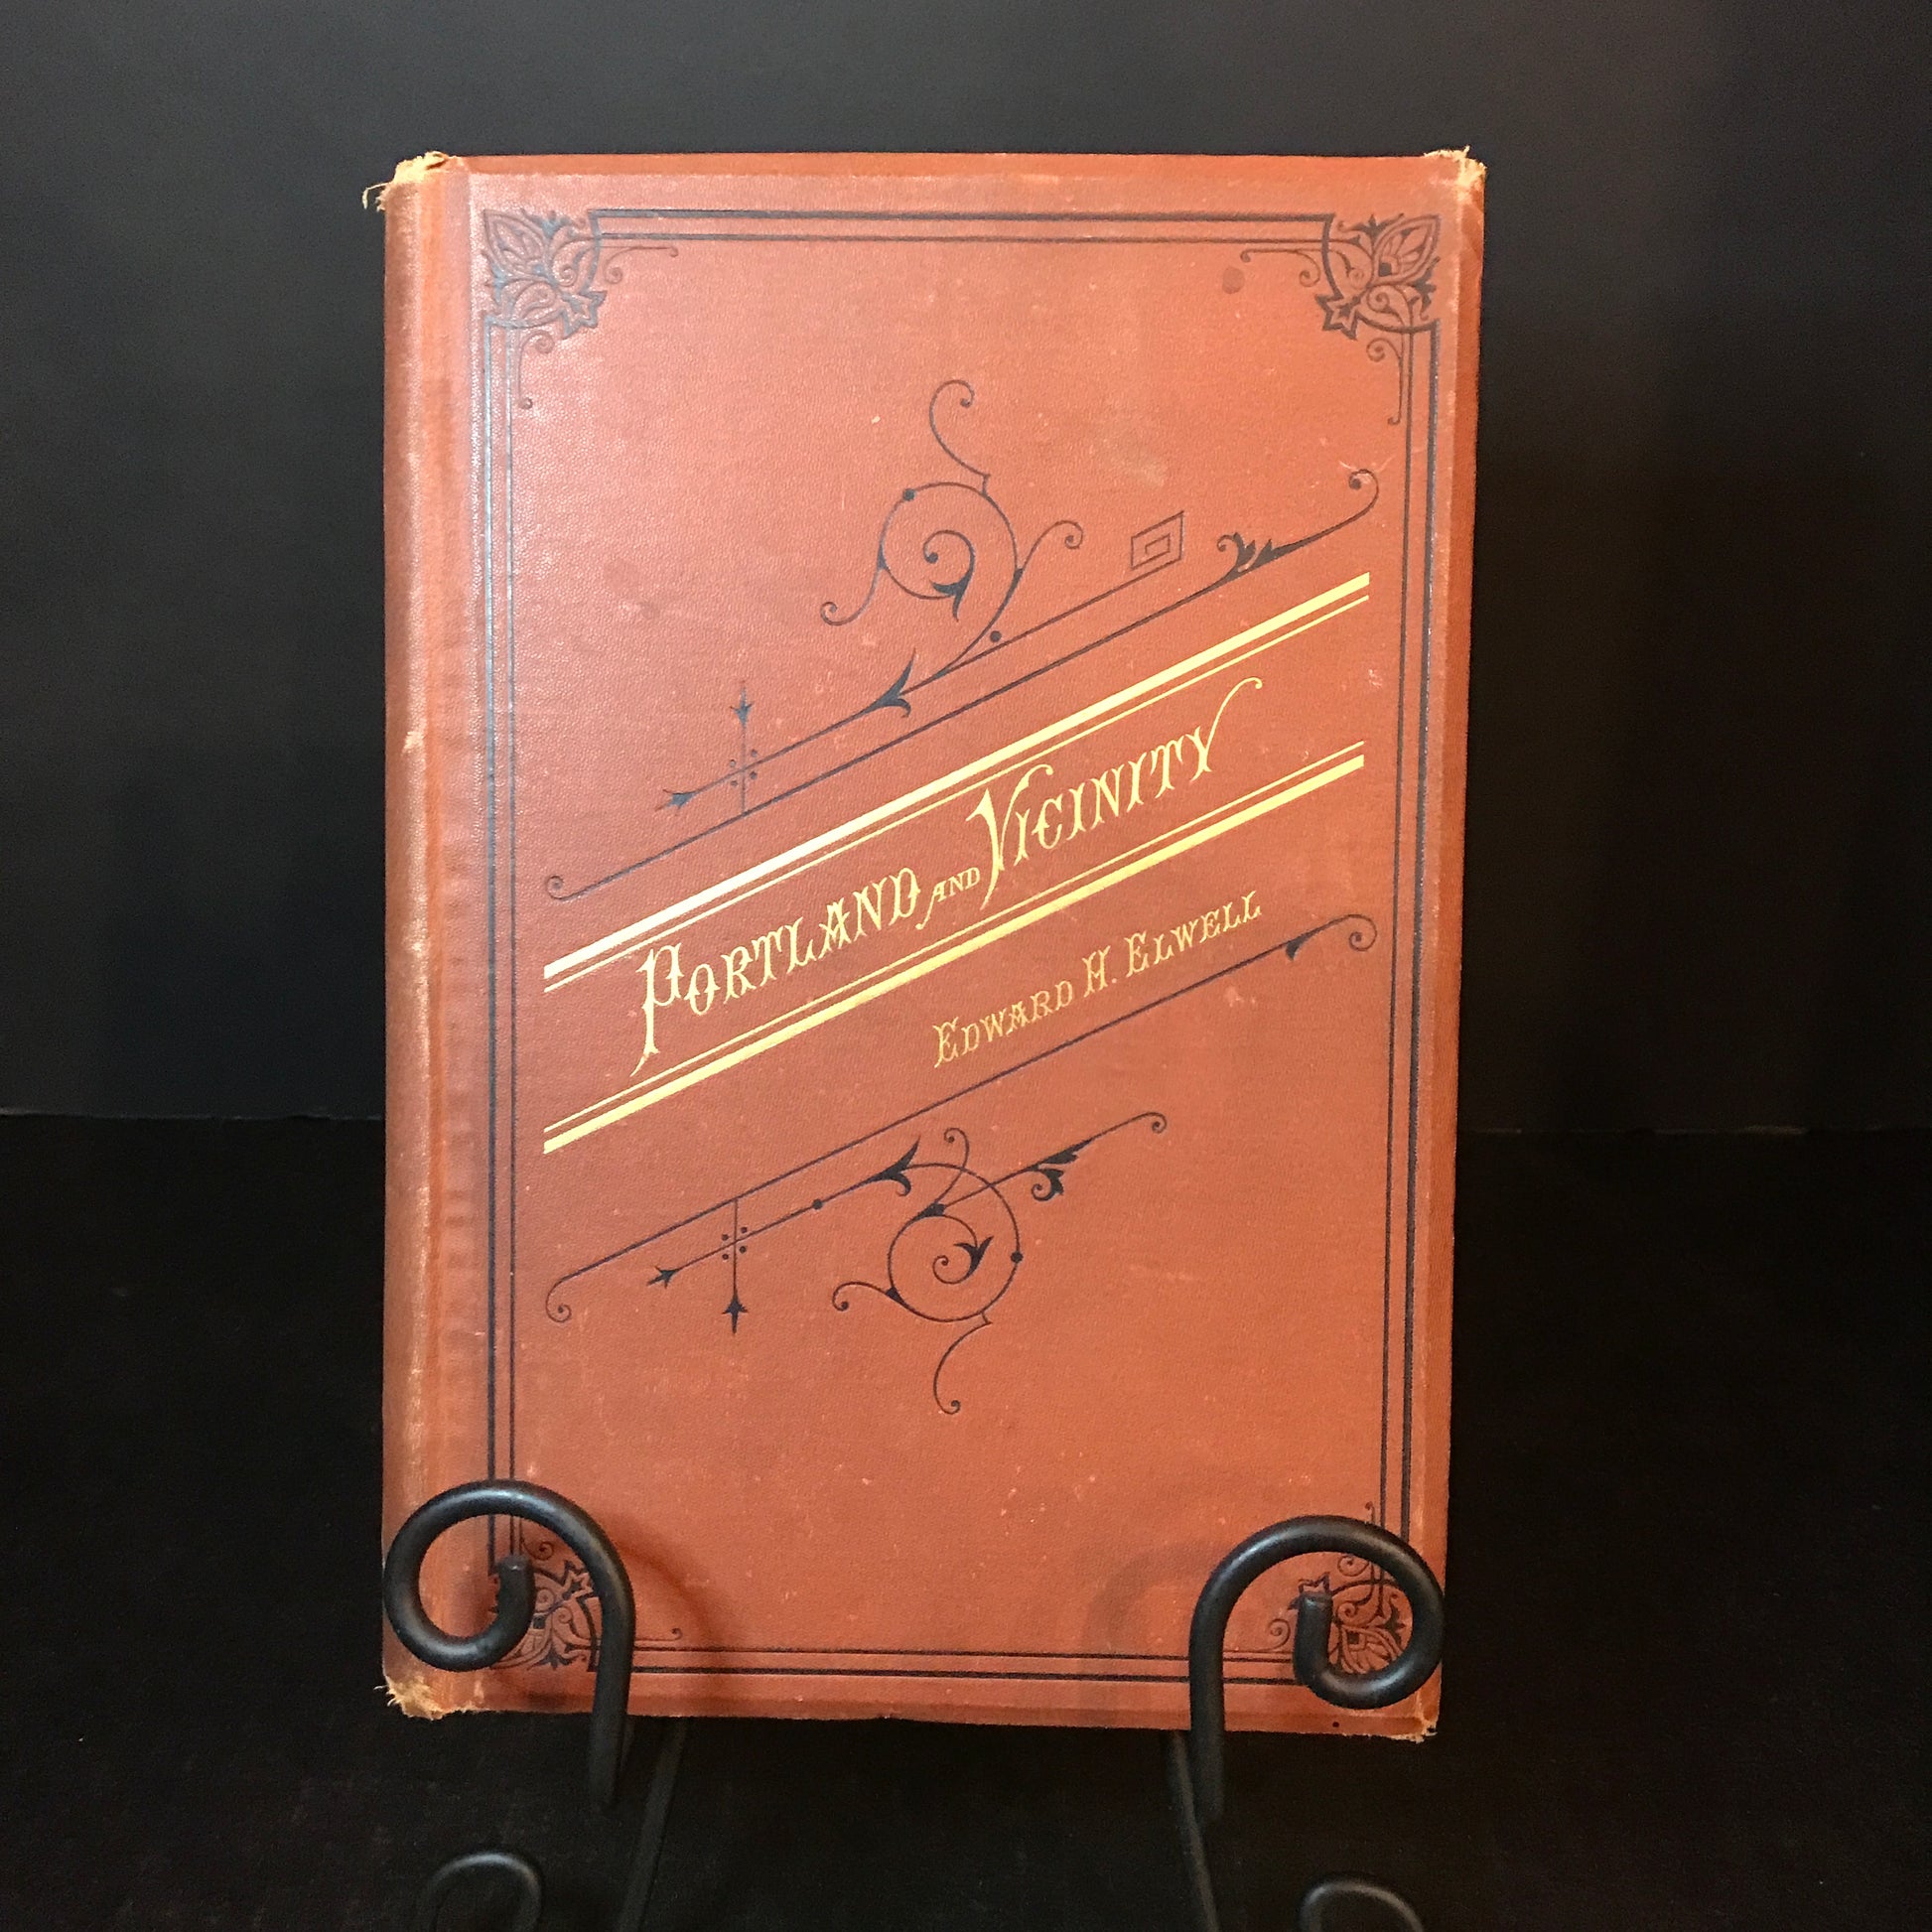 PORTLAND AND VICINITY
EDWARD H. ELWELL